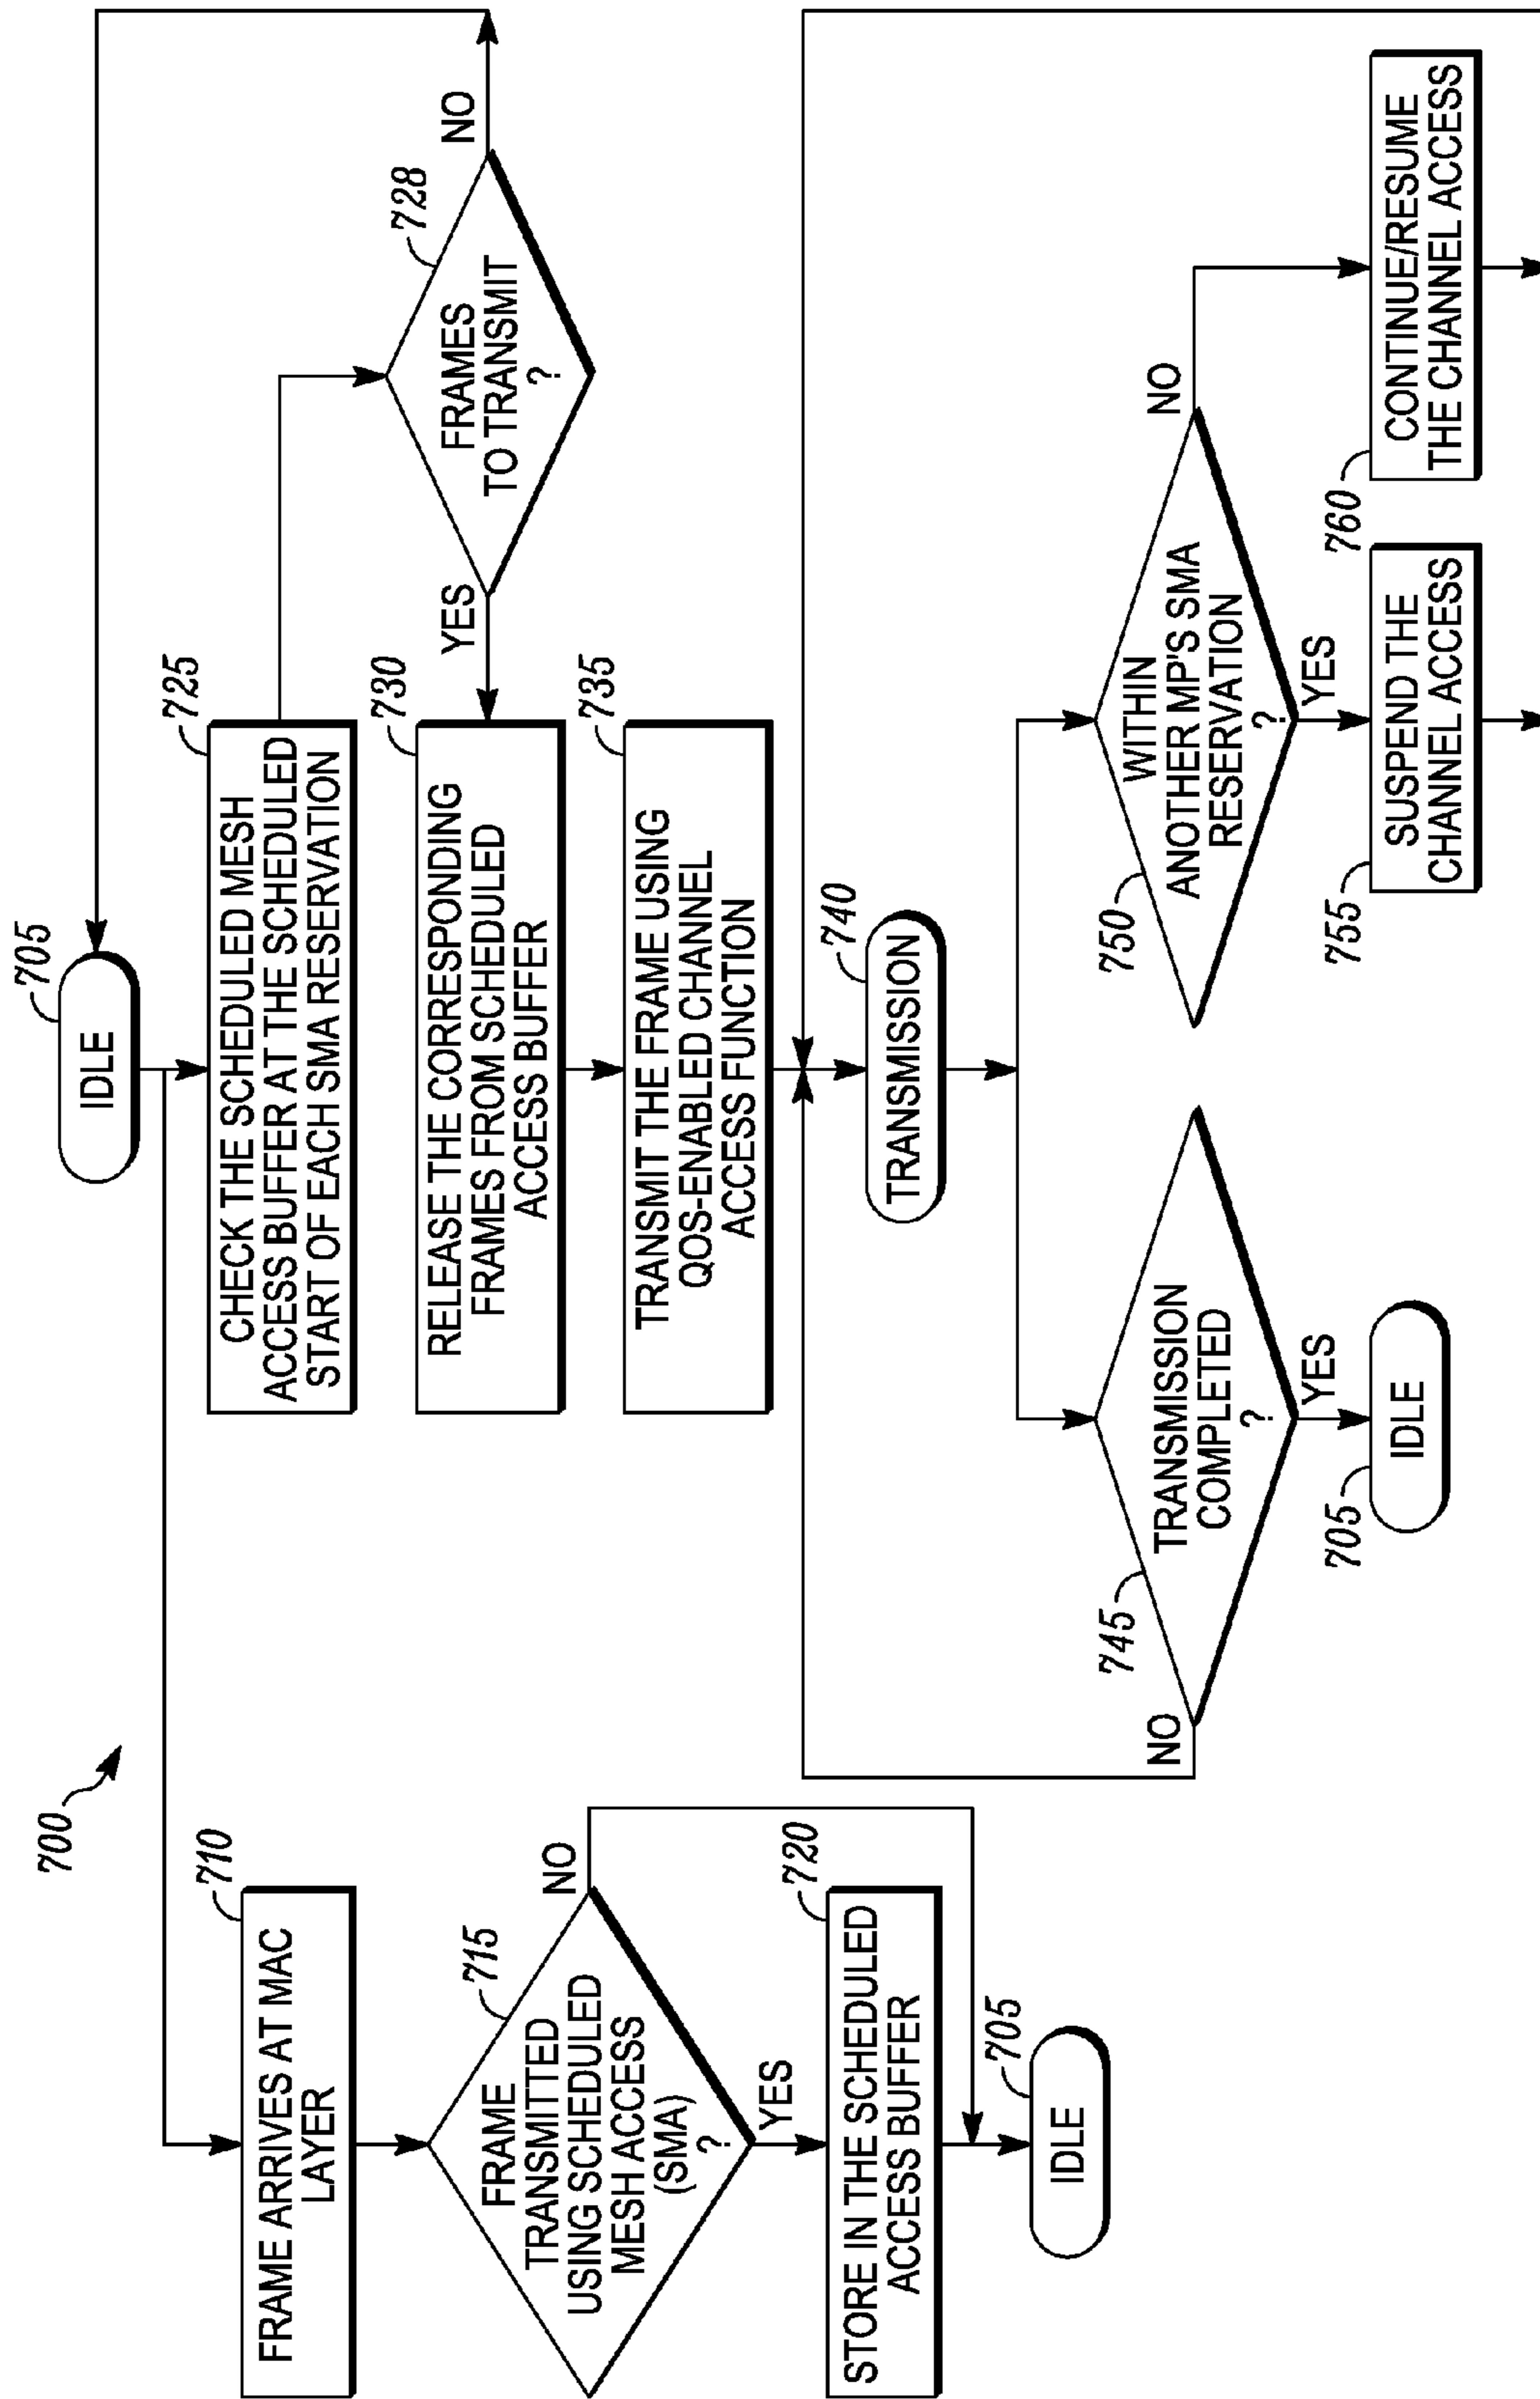 700
IDLE
705
FRAME ARRIVES AT MAC
LAYER
710
FRAME
TRANSMITTED
USING SCHEDULED
MESH ACCESS
(SMA)
?
715
NO
YES
STORE IN THE SCHEDULED
ACCESS BUFFER
720
IDLE
705
CHECK THE SCHEDULED MESH
ACCESS BUFFER AT THE SCHEDULED
START OF EACH SMA RESERVATION
725
FRAMES
TO TRANSMIT
?
728
NO
YES
RELEASE THE CORRESPONDING
FRAMES FROM SCHEDULED
ACCESS BUFFER
730
TRANSMIT THE FRAME USING
QOS-ENABLED CHANNEL
ACCESS FUNCTION
735
TRANSMISSION
740
TRANSMISSION
COMPLETED
?
745
NO
YES
IDLE
705
WITHIN
ANOTHER MP'S SMA
RESERVATION
?
750
NO
YES
SUSPEND THE
CHANNEL ACCESS
755
CONTINUE/RESUME
THE CHANNEL ACCESS
760